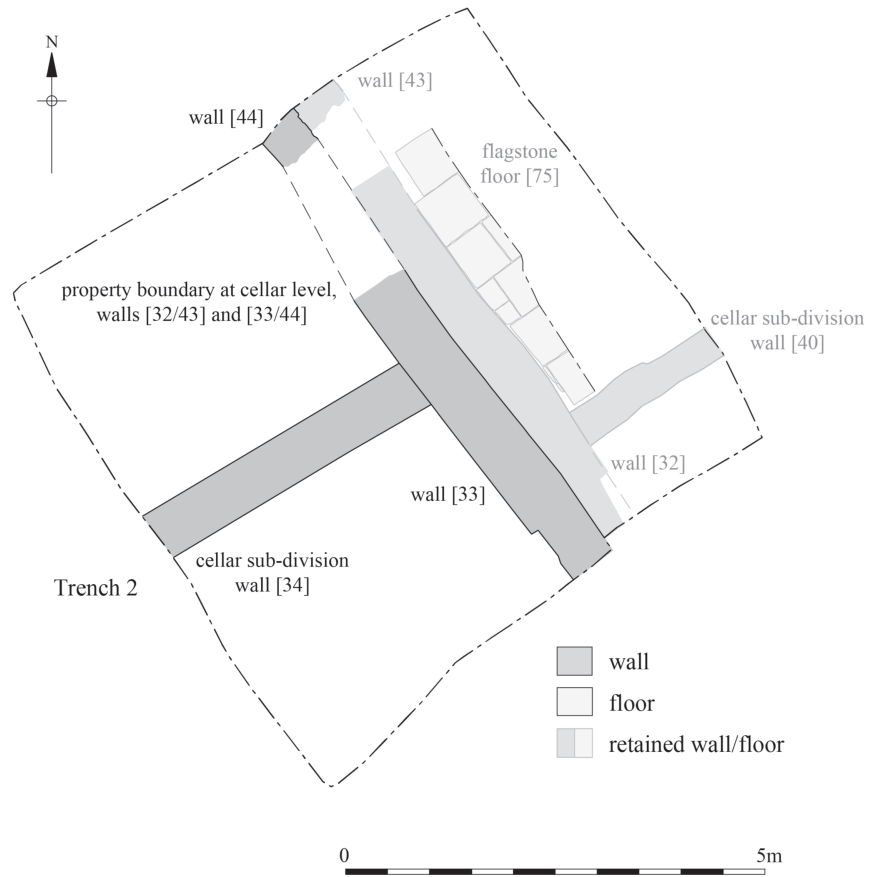 N
wall [43]
wall [44]
flagstone
floor [75]
property boundary at cellar level,
walls [32/43] and [33/44]
cellar sub-division
wall [40]
wall [32]
wall [33]
cellar sub-division
wall [34]
Trench 2
wall
floor
retained wall/floor
0
5m